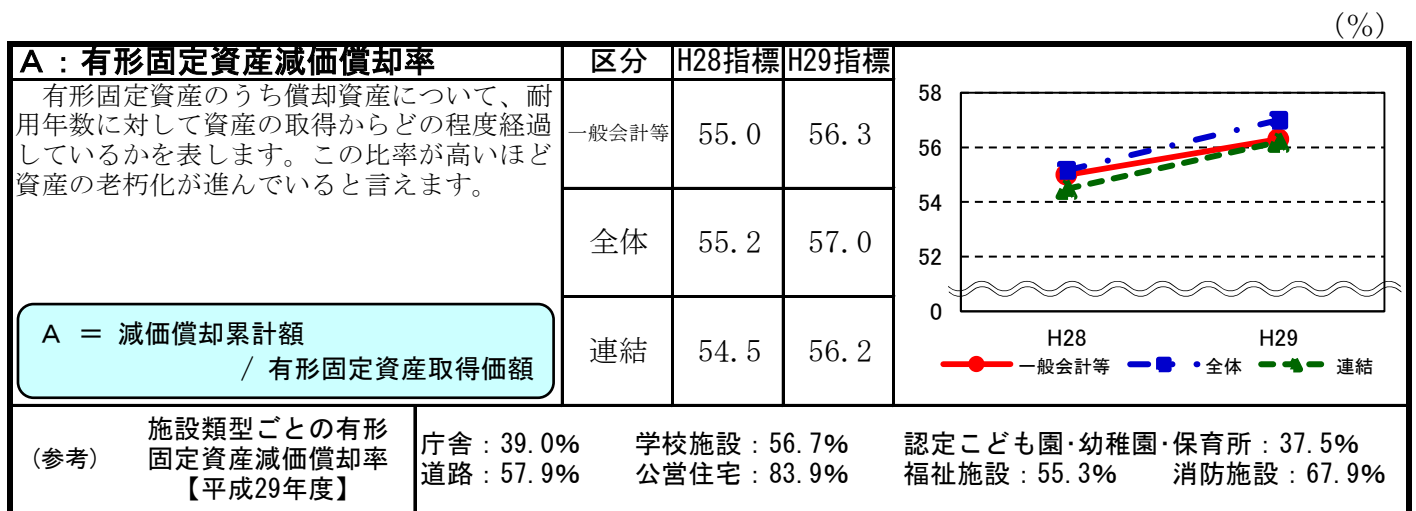 (%)
A:有形固定資産減価償却率
区分 H28指標 H29指標
有形固定資産のうち償却資産について、耐
用年数に対して資産の取得からどの程度経過
しているかを表します。この比率が高いほど
資産の老朽化が進んでいると言えます。
一般会計等 55.0 56.3
全体 55.2 57.0
連結 54.5 56.2
A = 減価償却累計額
/ 有形固定資産取得価額
58
56
54
52
0
H28 H29
一般会計等 全体 連結
(参考)
施設類型ごとの有形
固定資産減価償却率
【平成29年度】
庁舎:39.0% 学校施設:56.7% 認定こども園・幼稚園・保育所:37.5%
道路:57.9% 公営住宅:83.9% 福祉施設:55.3% 消防施設:67.9%